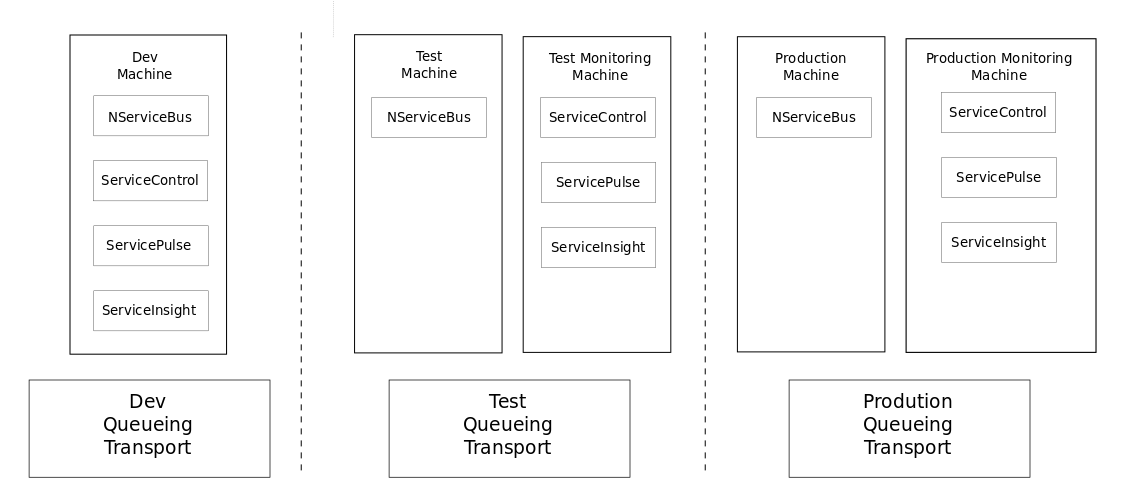 Dev
Machine
NServiceBus
ServiceControl
ServicePulse
ServiceInsight
Dev
Queueing
Transport
Test
Machine
NServiceBus
Test Monitoring
Machine
ServiceControl
ServicePulse
ServiceInsight
Test
Queueing
Transport
Production
Machine
NServiceBus
Production Monitoring
Machine
ServiceControl
ServicePulse
ServiceInsight
Prodution
Queueing
Transport